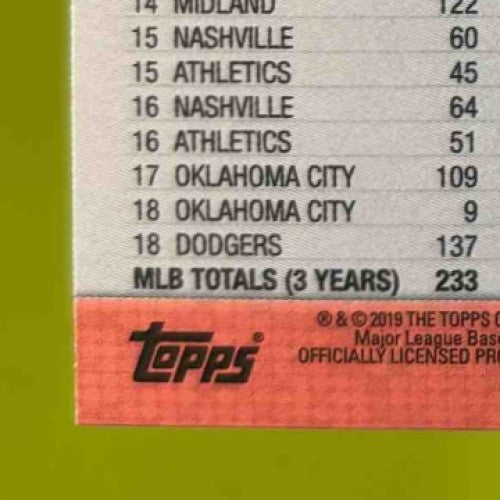 14 MIDLAND 122
15 NASHVILLE 60
15 ATHLETICS 45
16 NASHVILLE 64
16 ATHLETICS 51
17 OKLAHOMA CITY 109
18 OKLAHOMA CITY 9
18 DODGERS 137
MLB TOTALS (3 YEARS) 233
® & © 2019 THE TOPPS C
Major League Base
OFFICIALLY LICENSED PRO
topps®